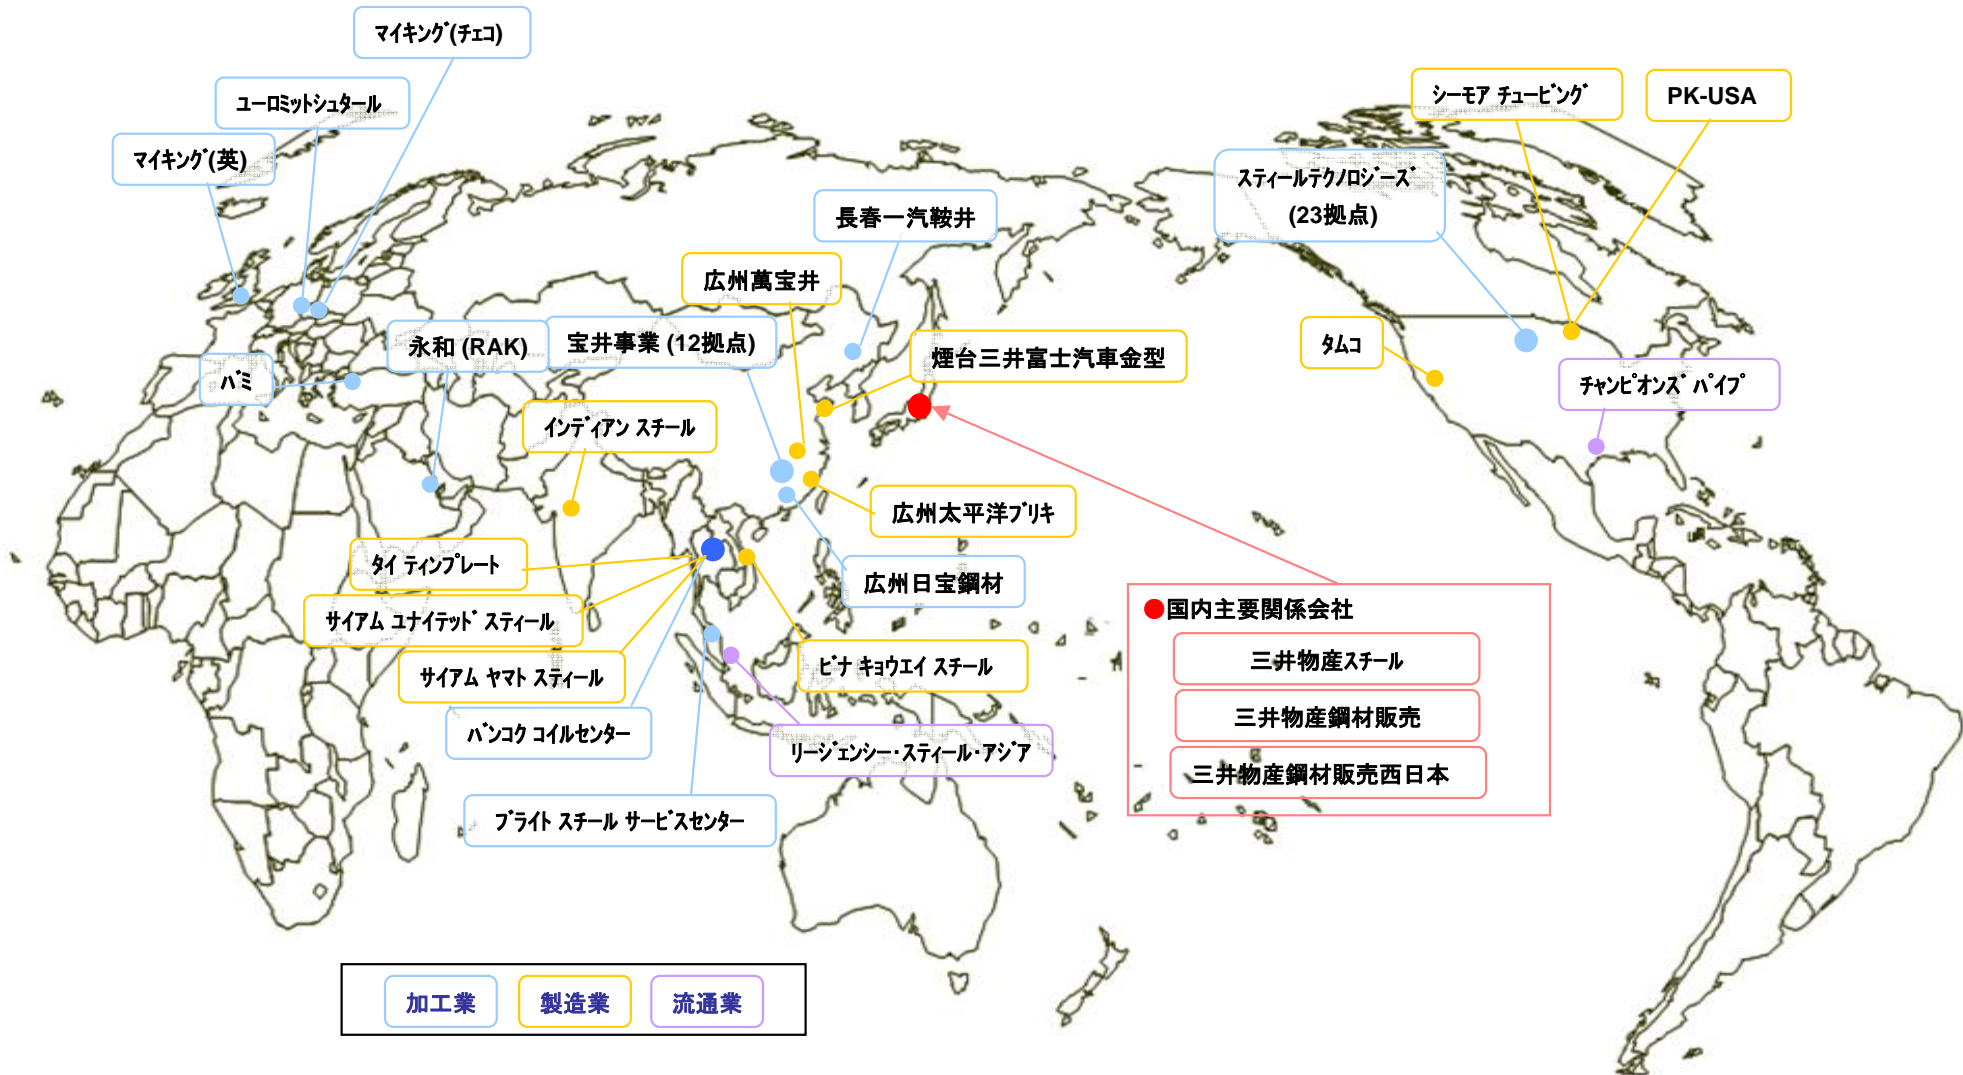 マイキング(チェコ)
ユーロミットシュタール
マイキング(英)
シーモア チュービング
PK-USA
スティールテクノロジーズ
(23拠点)
長春一汽鞍井
広州萬宝井
永和 (RAK)
宝井事業 (12拠点)
煙台三井富士汽車金型
タムコ
バミ
チャンピオンズ パイプ
インディアン スチール
広州太平洋ブリキ
タイ ティンプレート
広州日宝鋼材
サイアム ユナイテッド スティール
サイアム ヤマト スティール
ビナ キョウエイ スチール
バンコク コイルセンター
リージェンシー・スティール・アジア
ブライト スチール サービスセンター
●国内主要関係会社
三井物産スチール
三井物産鋼材販売
三井物産鋼材販売西日本
加工業
製造業
流通業